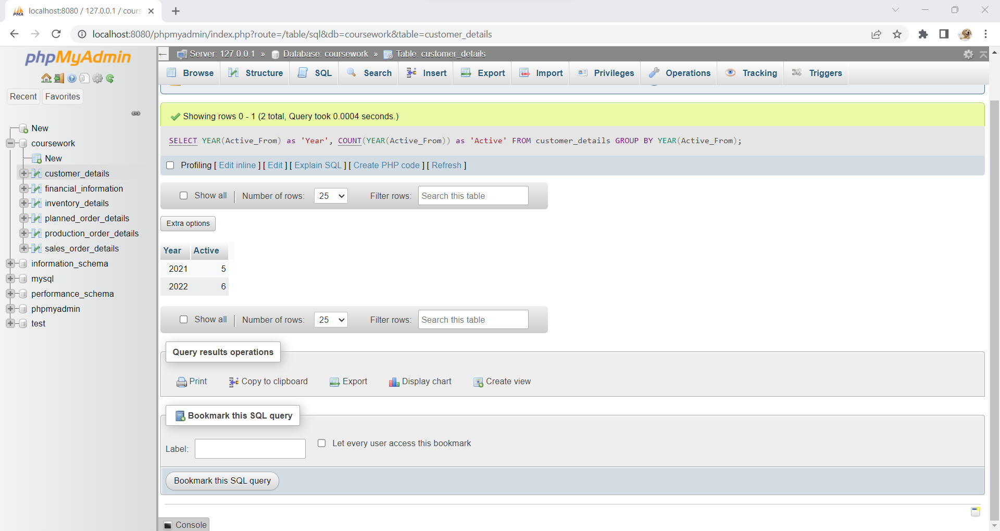 localhost:8080 / 127.0.0.1 / cours
localhost:8080/phpmyadmin/index.php?route=/table/sql&db=coursework&table=customer_details
phpMyAdmin
Recent Favorites
New
coursework
New
customer_details
financial_information
inventory_details
planned_order_details
production_order_details
sales_order_details
information_schema
mysql
performance_schema
phpmyadmin
test
Server: 127.0.0.1 » Database: coursework » Table: customer_details
Browse Structure SQL Search Insert Export Import Privileges Operations Tracking Triggers
Showing rows 0 - 1 (2 total, Query took 0.0004 seconds.)
SELECT YEAR(Active_From) as 'Year', COUNT(YEAR(Active_From)) as 'Active' FROM customer_details GROUP BY YEAR(Active_From);
Profiling [ Edit inline ] [ Edit ] [ Explain SQL ] [ Create PHP code ] [ Refresh ]
Show all Number of rows: 25 Filter rows: Search this table
Extra options
Year Active
2021 5
2022 6
Show all Number of rows: 25 Filter rows: Search this table
Query results operations
Print Copy to clipboard Export Display chart Create view
Bookmark this SQL query
Label: Let every user access this bookmark
Bookmark this SQL query
Console